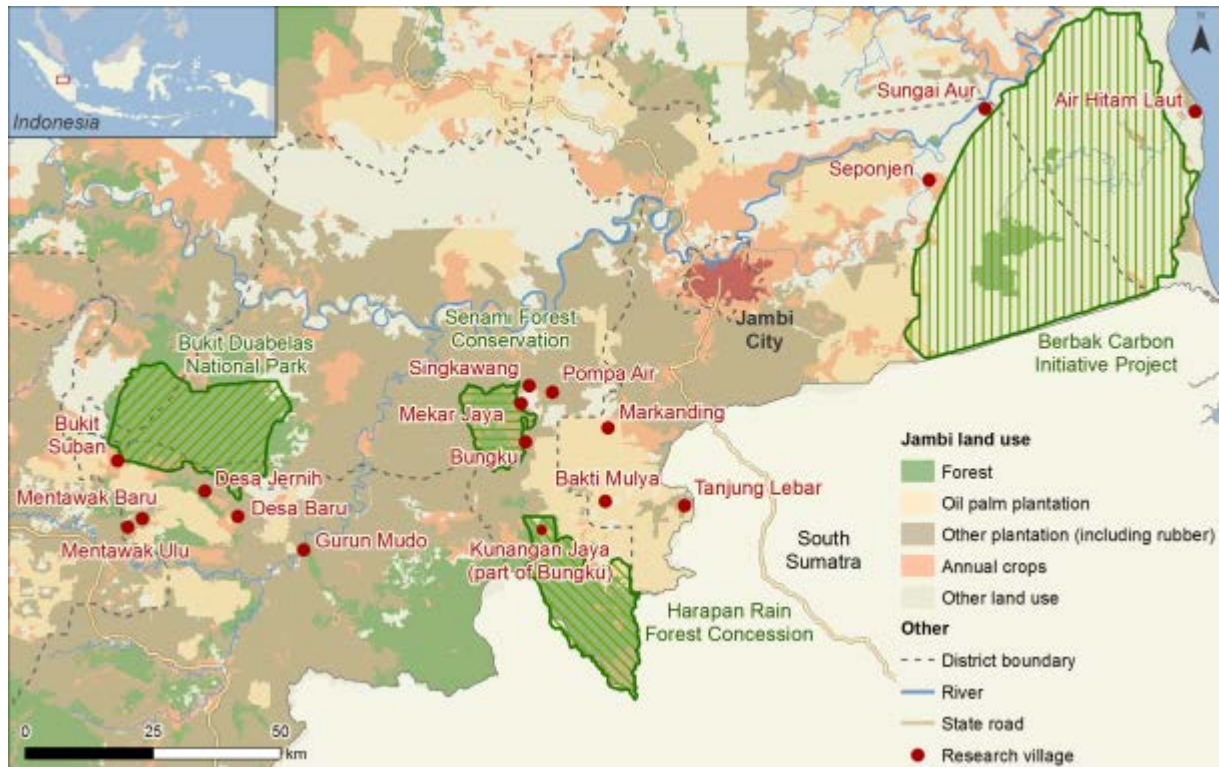 Indonesia
N
Sungai Aur
Air Hitam Laut
Seponjen
Jambi
City
Senami Forest
Conservation
Bukit Duabelas
National Park
Berbak Carbon
Initiative Project
Singkawang
Pompa Air
Mekar Jaya
Markanding
Bukit
Suban
Bungku
Desa Jernih
Bakti Mulya
Tanjung Lebar
Mentawak Baru
Desa Baru
Mentawak Ulu
Gurun Mudo
Kunangan Jaya
(part of Bungku)
South
Sumatra
Harapan Rain
Forest Concession
Jambi land use
Forest
Oil palm plantation
Other plantation (including rubber)
Annual crops
Other land use
Other
District boundary
River
State road
Research village
0
25
50
km